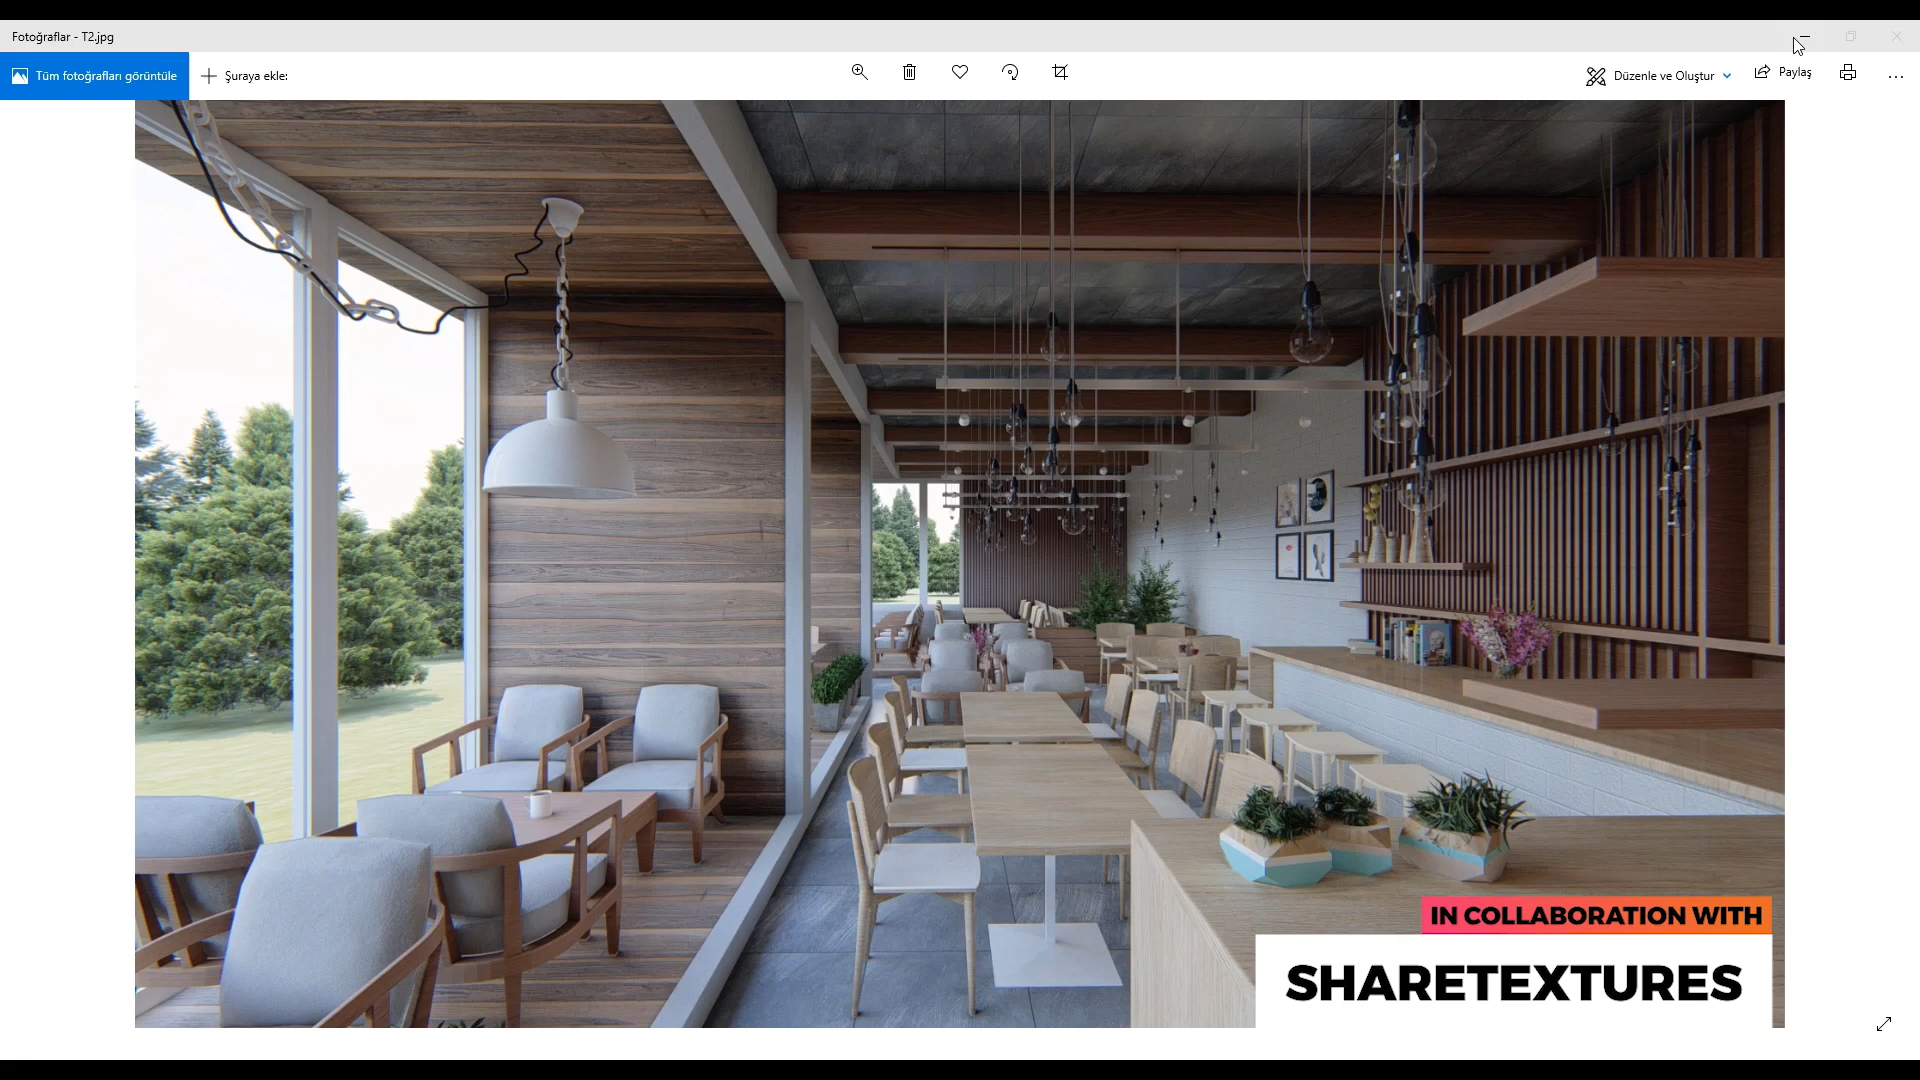 Fotoğraflar - T2.jpg
Tüm fotoğrafları görüntüle
Şuraya ekle:
Düzenle ve Oluştur
Paylaş
IN COLLABORATION WITH
SHARETEXTURES